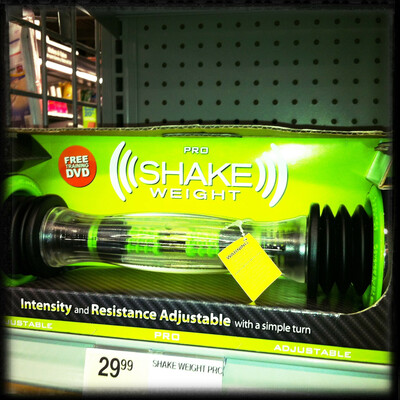 PRO
FREE
TRAINING
DVD
SHAKE
WEIGHT
Intensity and Resistance Adjustable with a simple turn
USTABLE
PRO
ADJUSTABLE
29.99
SHAKE WEIGHT PRO